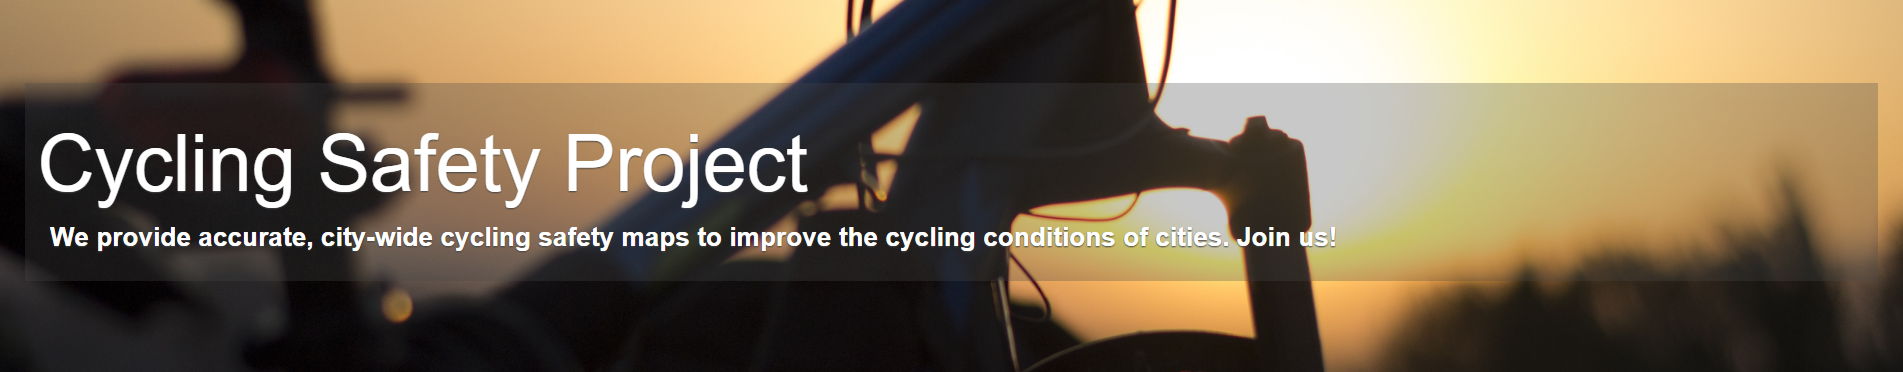 Cycling Safety Project
We provide accurate, city-wide cycling safety maps to improve the cycling conditions of cities. Join us!